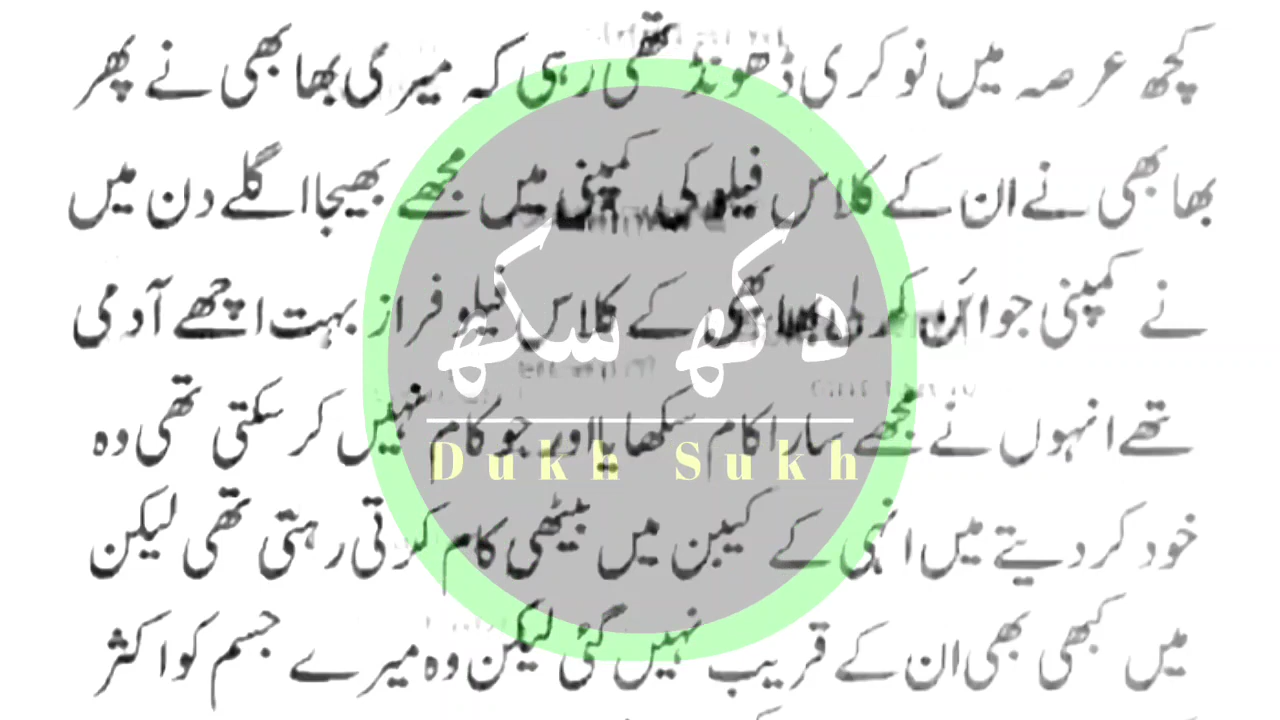 کچھ عرصہ میں نوکری ڈھونڈتھی رہی کہ میری بھابھی نے پھر
بھابھی نے ان کے کلاس فیلو کی کمپنی میں مجھے بھیجا اگلے دن میں
نے کمپنی جوائن کر لی بھابھی کے کلاس فیلو فراز بہت اچھے آدمی
دکھ سکھ
تھے انہوں نے مجھے سارا کام سکھایا اور جو کام نہیں کر سکتی تھی وہ
Dukh Sukh
خود کر دیتے میں انہی کے کیبن میں بیٹھی کام کرتی رہتی تھی لیکن
میں کبھی بھی ان کے قریب نہیں گئی لیکن وہ میرے جسم کو اکثر